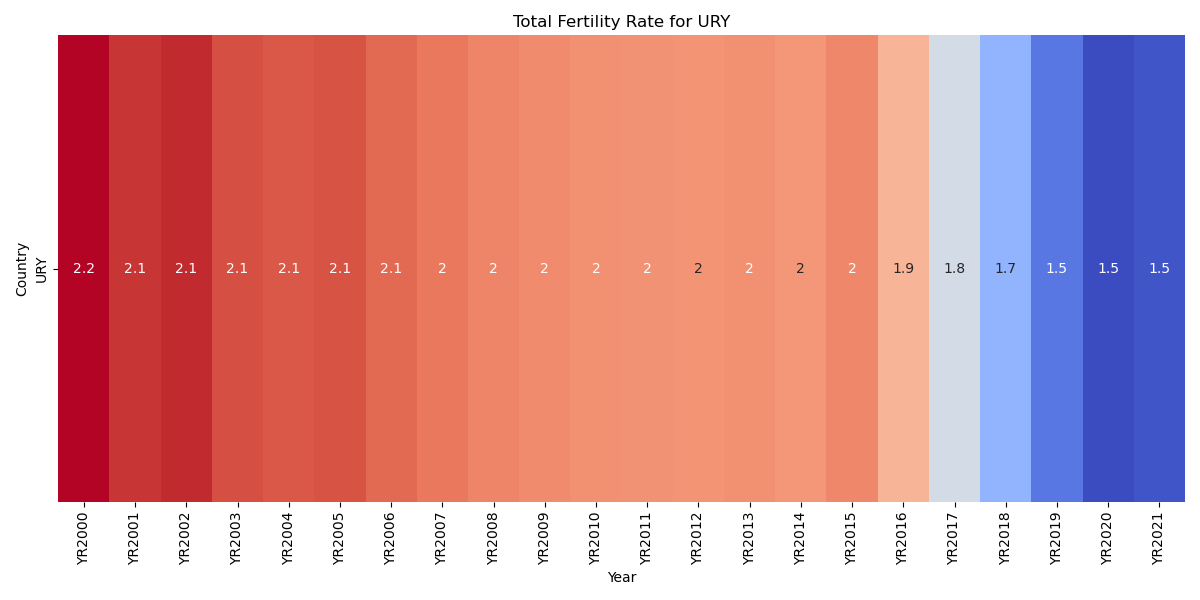 Total Fertility Rate for URY
Country
URY
2.2 2.1 2.1 2.1 2.1 2.1 2.1 2 2 2 2 2 2 2 2 2 1.9 1.8 1.7 1.5 1.5 1.5
YR2000 YR2001 YR2002 YR2003 YR2004 YR2005 YR2006 YR2007 YR2008 YR2009 YR2010 YR2011 YR2012 YR2013 YR2014 YR2015 YR2016 YR2017 YR2018 YR2019 YR2020 YR2021
Year